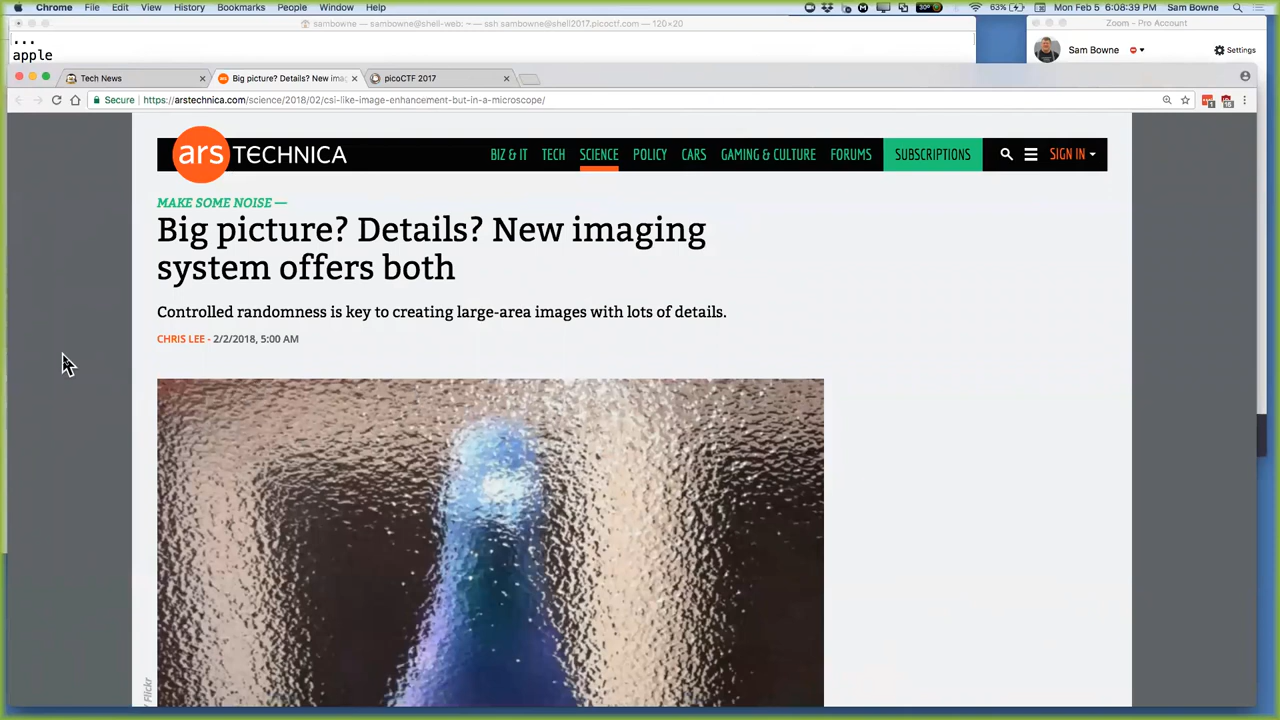 Chrome File Edit View History Bookmarks People Window Help 30° 63% Mon Feb 5 6:08:39 PM Sam Bowne
sambowne — sambowne@shell-web: ~ — ssh sambowne@shell2017.picoctf.com — 120×20
Zoom - Pro Account
...
apple
Sam Bowne Settings
Tech News Big picture? Details? New ima picoCTF 2017
Secure https://arstechnica.com/science/2018/02/csi-like-image-enhancement-but-in-a-microscope/
ars TECHNICA BIZ & IT TECH SCIENCE POLICY CARS GAMING & CULTURE FORUMS SUBSCRIPTIONS SIGN IN
MAKE SOME NOISE —
Big picture? Details? New imaging
system offers both
Controlled randomness is key to creating large-area images with lots of details.
CHRIS LEE - 2/2/2018, 5:00 AM
Flickr